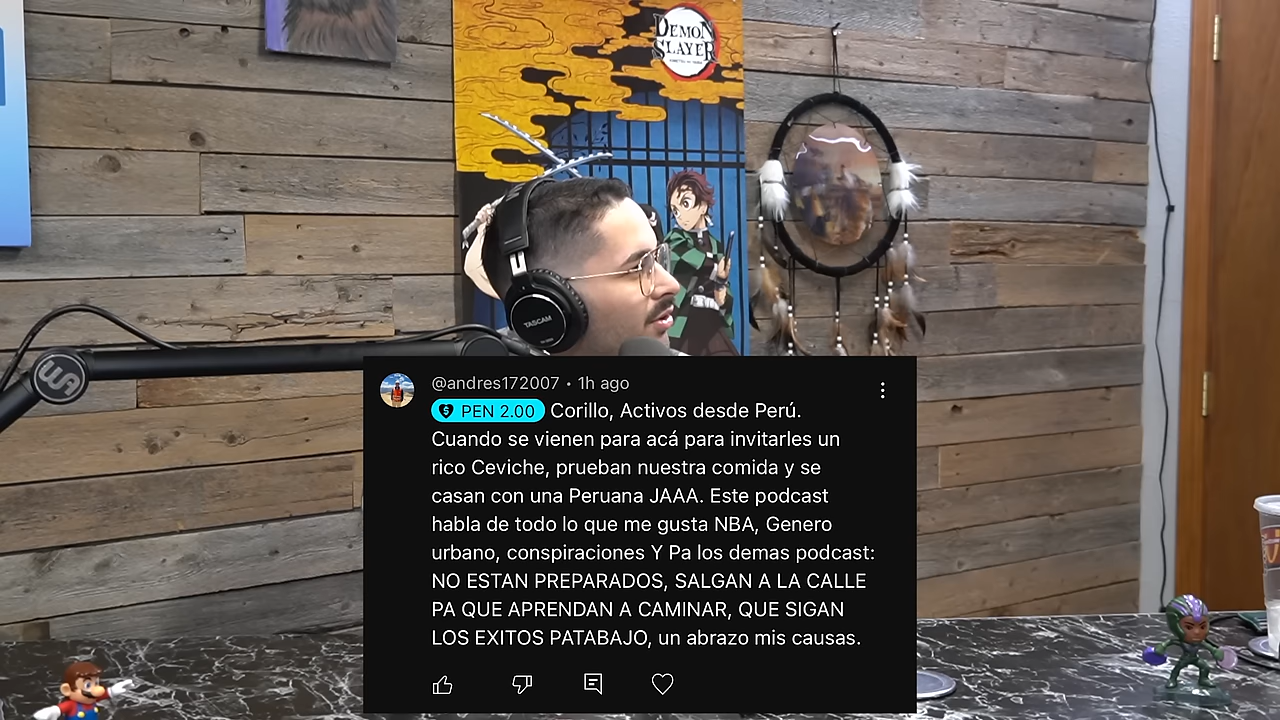 DEMON
SLAYER
TASCAM
WA
@andres172007 • 1h ago
PEN 2.00 Corillo, Activos desde Perú.
Cuando se vienen para acá para invitarles un
rico Ceviche, prueban nuestra comida y se
casan con una Peruana JAAA. Este podcast
habla de todo lo que me gusta NBA, Genero
urbano, conspiraciones Y Pa los demas podcast:
NO ESTAN PREPARADOS, SALGAN A LA CALLE
PA QUE APRENDAN A CAMINAR, QUE SIGAN
LOS EXITOS PATABAJO, un abrazo mis causas.